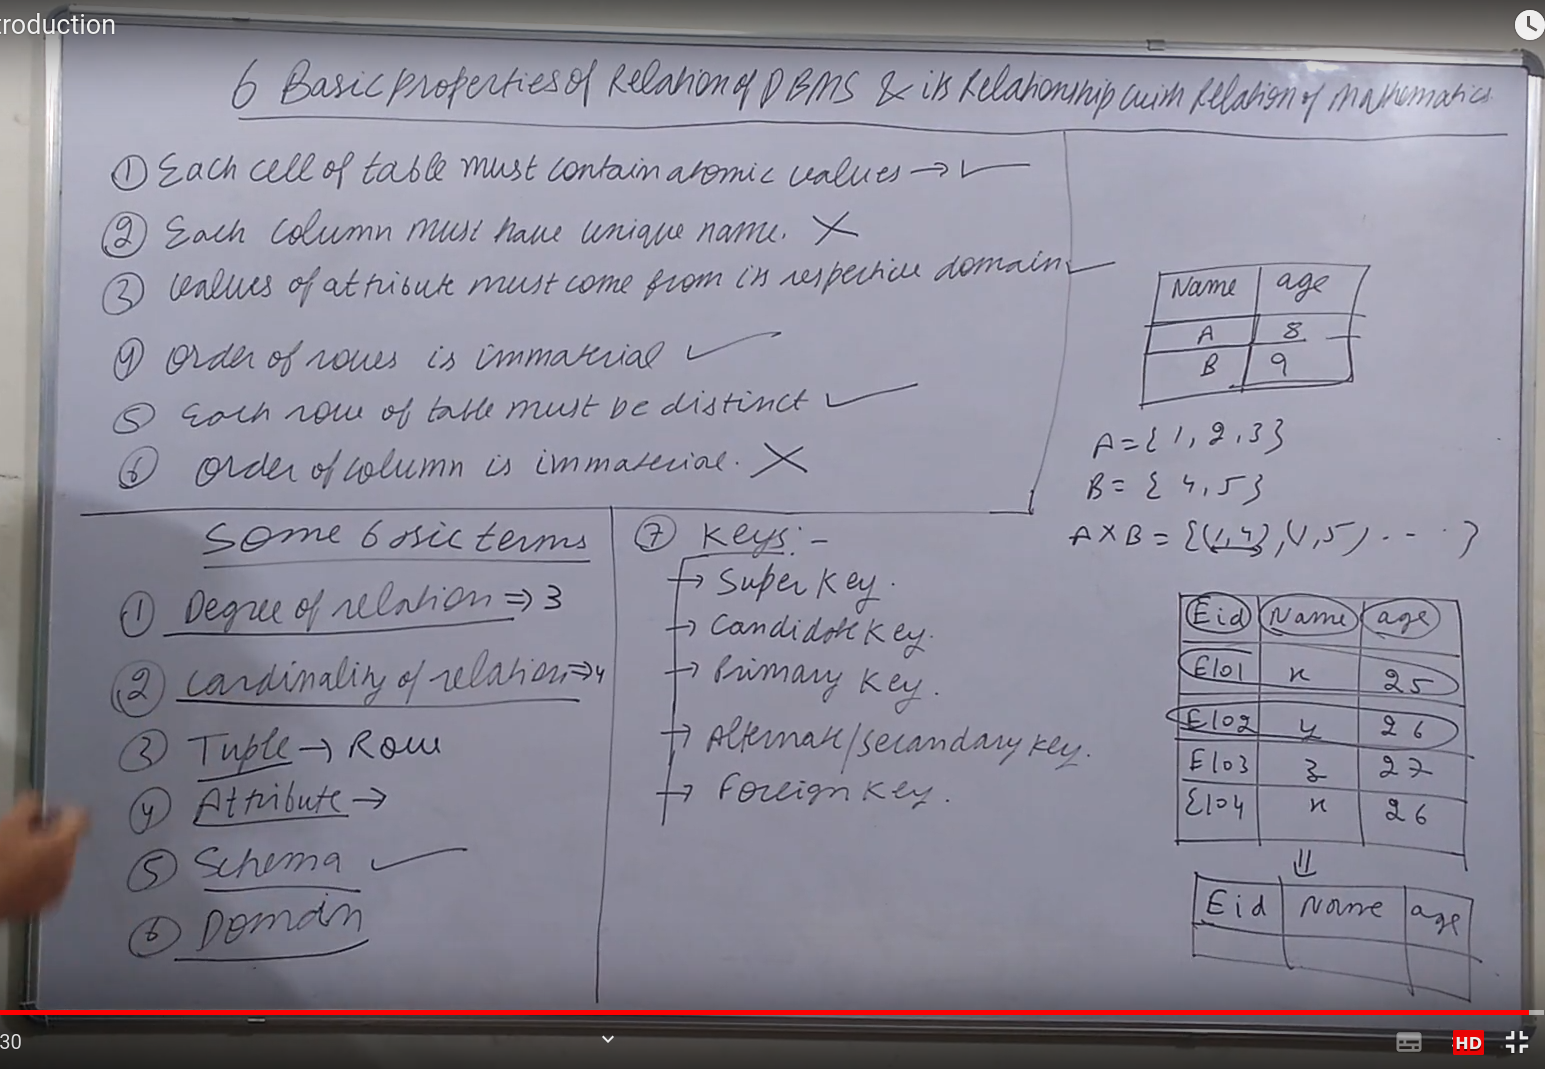 troduction
6 Basic properties of Relation of DBMS & its Relationship with Relation of Mathematics
① Each cell of table must contain atomic values → ✓
② Each column must have unique name. ✗
③ values of attribute must come from its respective domain ✓
④ Order of rows is immaterial ✓
⑤ Each row of table must be distinct ✓
⑥ Order of column is immaterial. ✗
Name age
A 8
B 9
A = { 1, 2, 3 }
B = { 4, 5 }
A × B = {(1, 4), (1, 5) . - - . }
Some basic terms
① Degree of relation ⇒ 3
② Cardinality of relation ⇒ 4
③ Tuple → Row
④ Attribute →
⑤ Schema ✓
⑥ Domain
⑦ Keys : -
→ Super Key .
→ Candidate Key .
→ Primary Key .
→ Alternate / Secandary Key .
→ Foreign Key .
Eid Name age
E101 x 25
E102 y 26
E103 z 27
E104 x 26
⇓
Eid Name age
30
HD